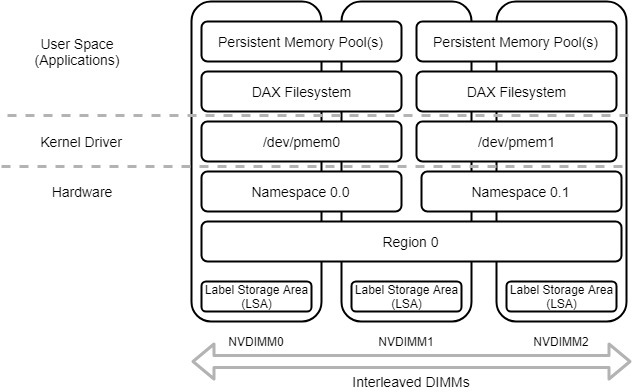 User Space
(Applications)
Persistent Memory Pool(s)
Persistent Memory Pool(s)
DAX Filesystem
DAX Filesystem
Kernel Driver
/dev/pmem0
/dev/pmem1
Hardware
Namespace 0.0
Namespace 0.1
Region 0
Label Storage Area
(LSA)
Label Storage Area
(LSA)
Label Storage Area
(LSA)
NVDIMM0
NVDIMM1
NVDIMM2
Interleaved DIMMs